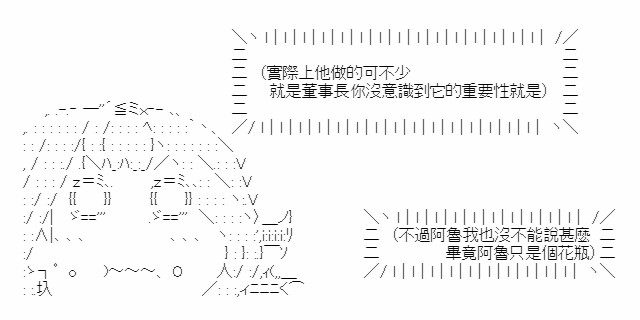 (實際上他做的可不少
就是董事長你沒意識到它的重要性就是)
(不過阿魯我也沒不能說甚麼
畢竟阿魯只是個花瓶)